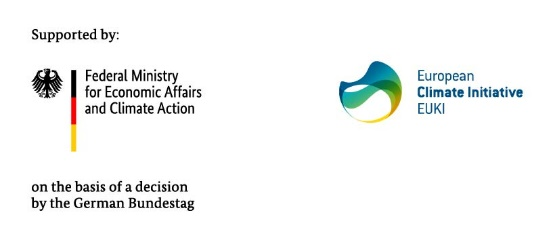 Supported by:
Federal Ministry
for Economic Affairs
and Climate Action
European
Climate Initiative
EUKI
on the basis of a decision
by the German Bundestag